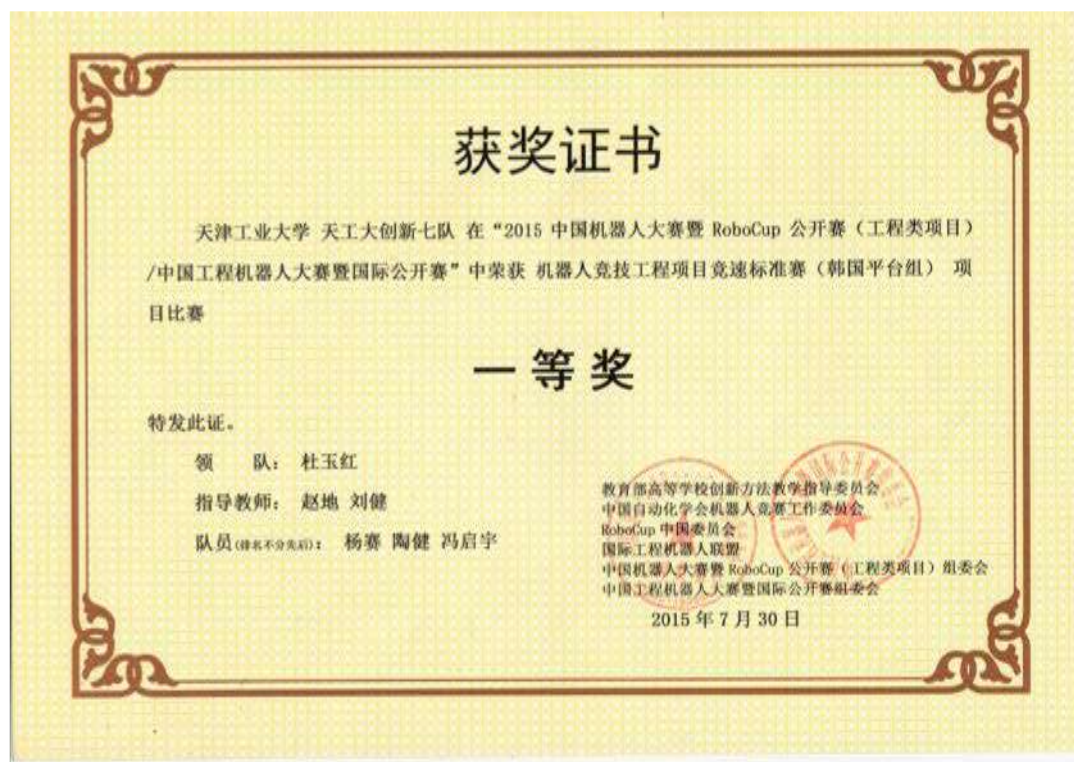 获奖证书
天津工业大学 天工大创新七队 在“2015 中国机器人大赛暨 RoboCup 公开赛（工程类项目）
/中国工程机器人大赛暨国际公开赛”中荣获 机器人竞技工程项目竞速标准赛（韩国平台组） 项
目比赛
一等奖
特发此证。
领 队： 杜玉红
指导教师： 赵地 刘健
队员(排名不分先后)： 杨赛 陶健 冯启宇
教育部高等学校创新方法教学指导委员会
中国自动化学会机器人竞赛工作委员会
RoboCup 中国委员会
国际工程机器人联盟
中国机器人大赛暨 RoboCup 公开赛（工程类项目）组委会
中国工程机器人大赛暨国际公开赛组委会
2015 年 7 月 30 日